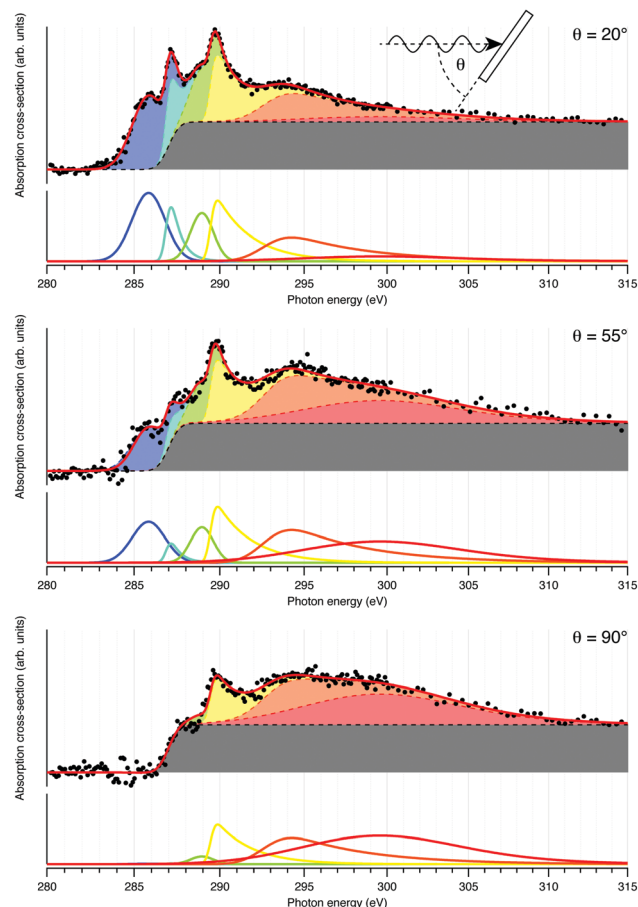 θ = 20°
θ
Absorption cross-section (arb. units)
280 285 290 295 300 305 310 315
Photon energy (eV)
θ = 55°
Absorption cross-section (arb. units)
280 285 290 295 300 305 310 315
Photon energy (eV)
θ = 90°
Absorption cross-section (arb. units)
280 285 290 295 300 305 310 315
Photon energy (eV)